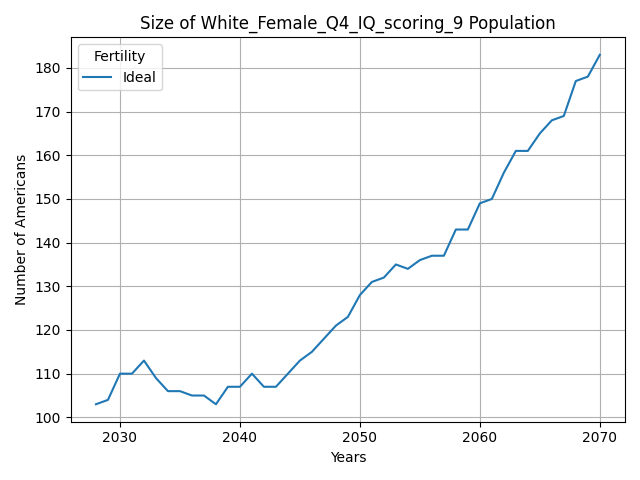 Size of White_Female_Q4_IQ_scoring_9 Population
Fertility
Ideal
Number of Americans
180
170
160
150
140
130
120
110
100
2030 2040 2050 2060 2070
Years